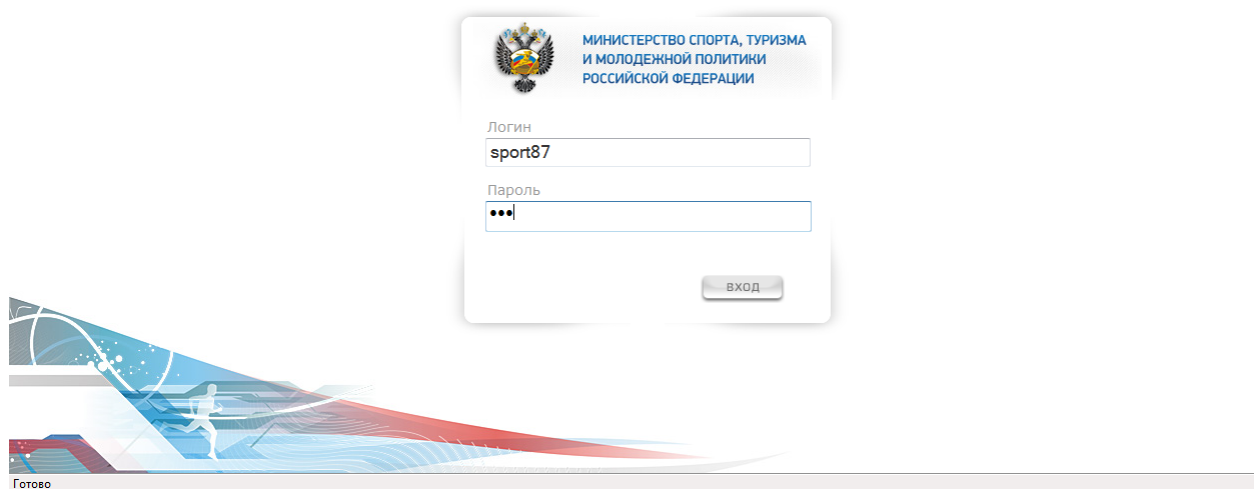 МИНИСТЕРСТВО СПОРТА, ТУРИЗМА
И МОЛОДЕЖНОЙ ПОЛИТИКИ
РОССИЙСКОЙ ФЕДЕРАЦИИ
Логин
sport87
Пароль
•••
ВХОД
Готово